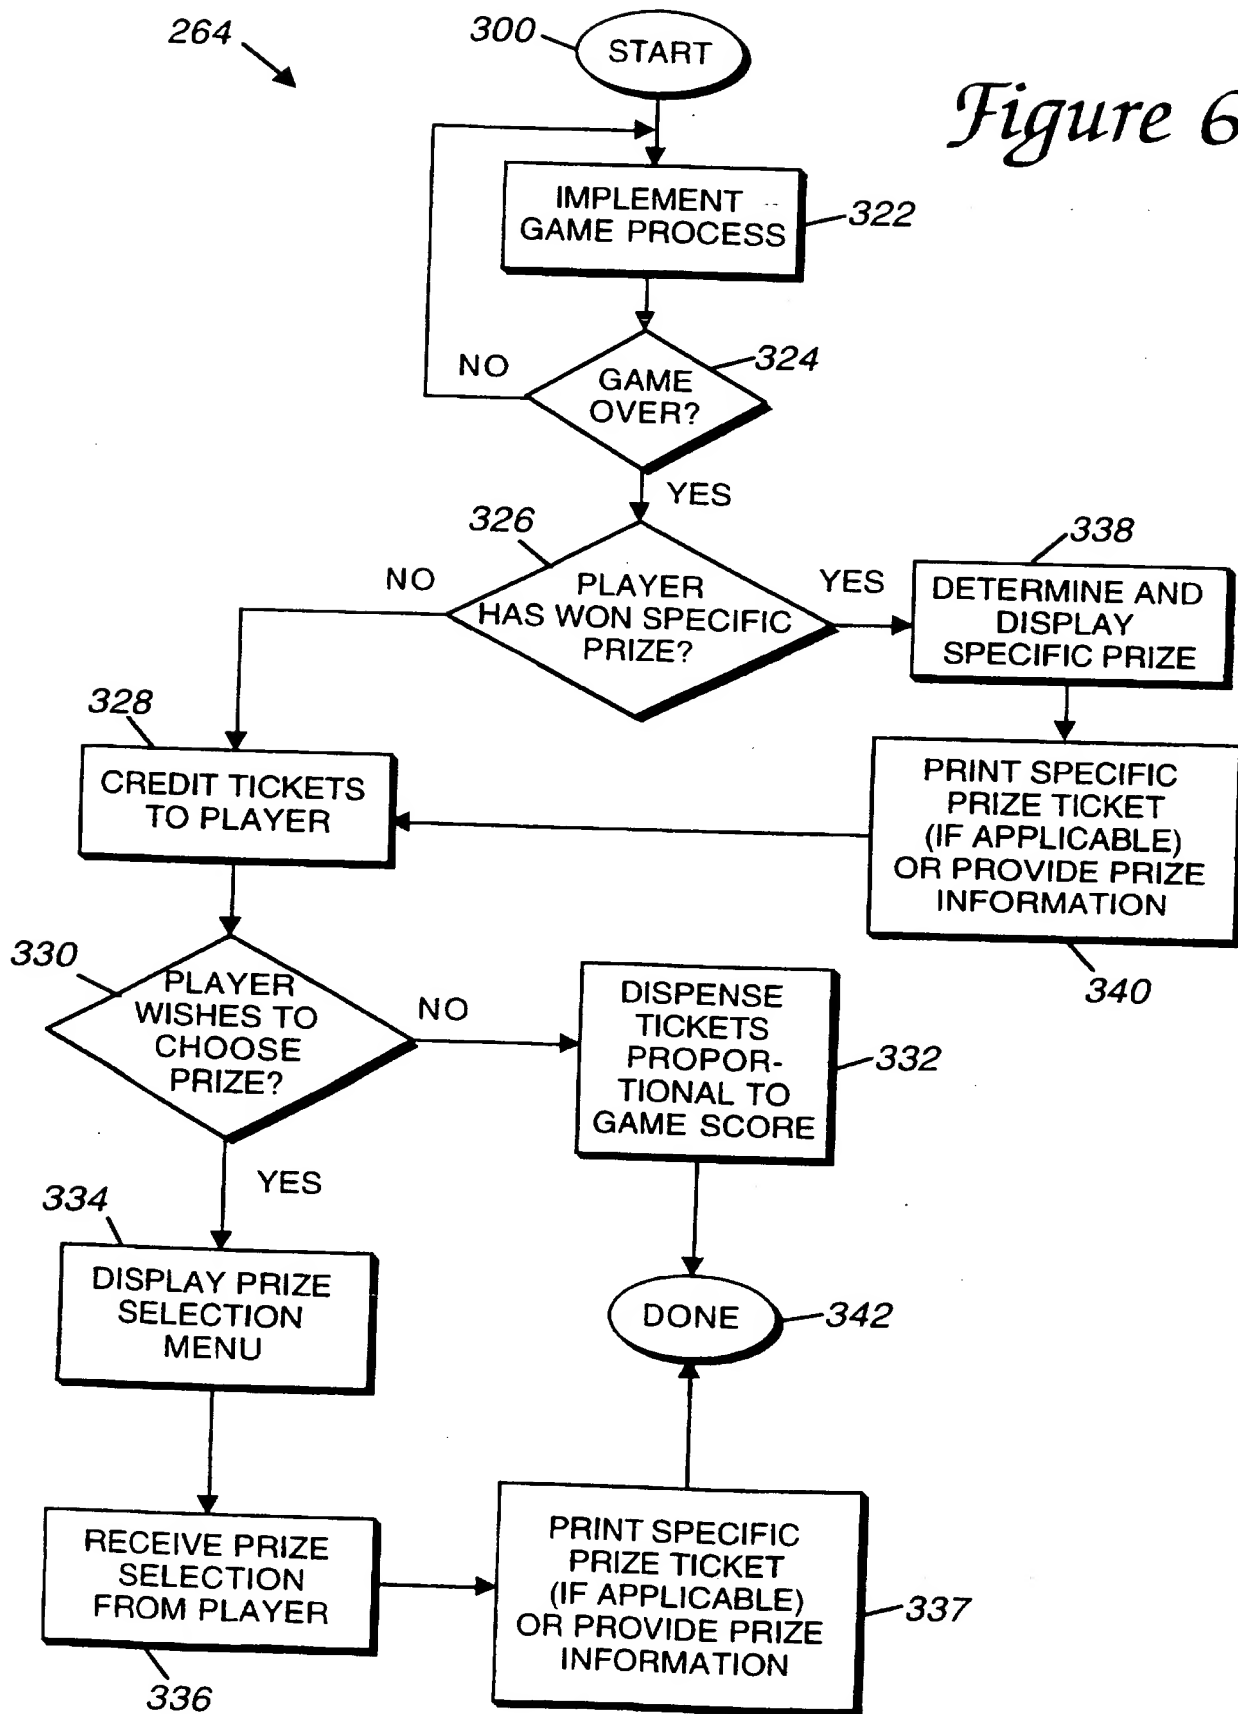 264
300
START
Figure 6
IMPLEMENT
GAME PROCESS
322
NO
GAME
OVER?
324
YES
326
NO
PLAYER
HAS WON SPECIFIC
PRIZE?
YES
338
DETERMINE AND
DISPLAY
SPECIFIC PRIZE
328
CREDIT TICKETS
TO PLAYER
PRINT SPECIFIC
PRIZE TICKET
(IF APPLICABLE)
OR PROVIDE PRIZE
INFORMATION
340
330
PLAYER
WISHES TO
CHOOSE
PRIZE?
NO
DISPENSE
TICKETS
PROPOR-
TIONAL TO
GAME SCORE
332
YES
334
DISPLAY PRIZE
SELECTION
MENU
DONE
342
RECEIVE PRIZE
SELECTION
FROM PLAYER
336
PRINT SPECIFIC
PRIZE TICKET
(IF APPLICABLE)
OR PROVIDE PRIZE
INFORMATION
337